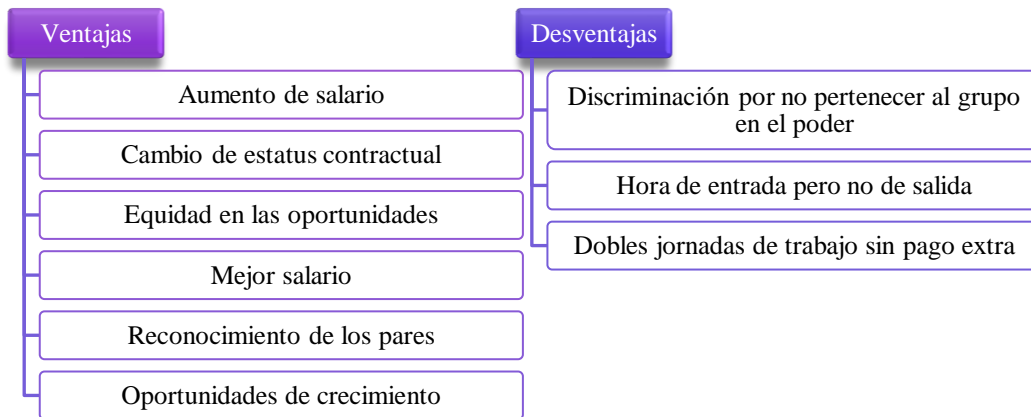 Ventajas
Aumento de salario
Cambio de estatus contractual
Equidad en las oportunidades
Mejor salario
Reconocimiento de los pares
Oportunidades de crecimiento
Desventajas
Discriminación por no pertenecer al grupo
en el poder
Hora de entrada pero no de salida
Dobles jornadas de trabajo sin pago extra